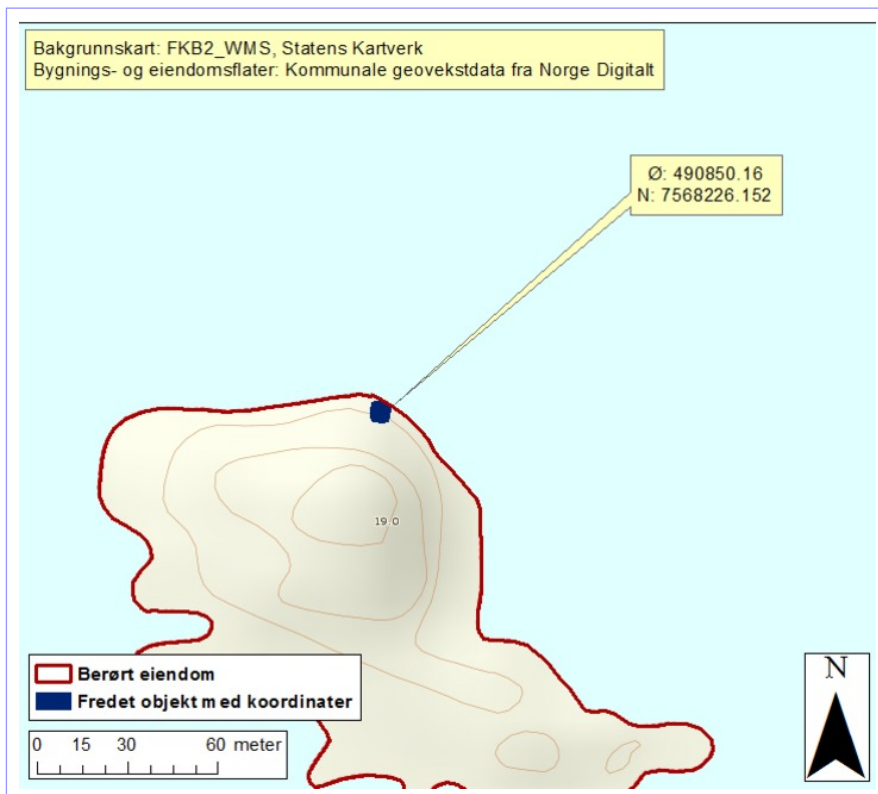 Bakgrunnskart: FKB2_WMS, Statens Kartverk
Bygnings- og eiendomsflater: Kommunale geovekstdata fra Norge Digitalt
Ø: 490850.16
N: 7568226.152
19.0
Berørt eiendom
Fredet objekt med koordinater
0 15 30 60 meter
N